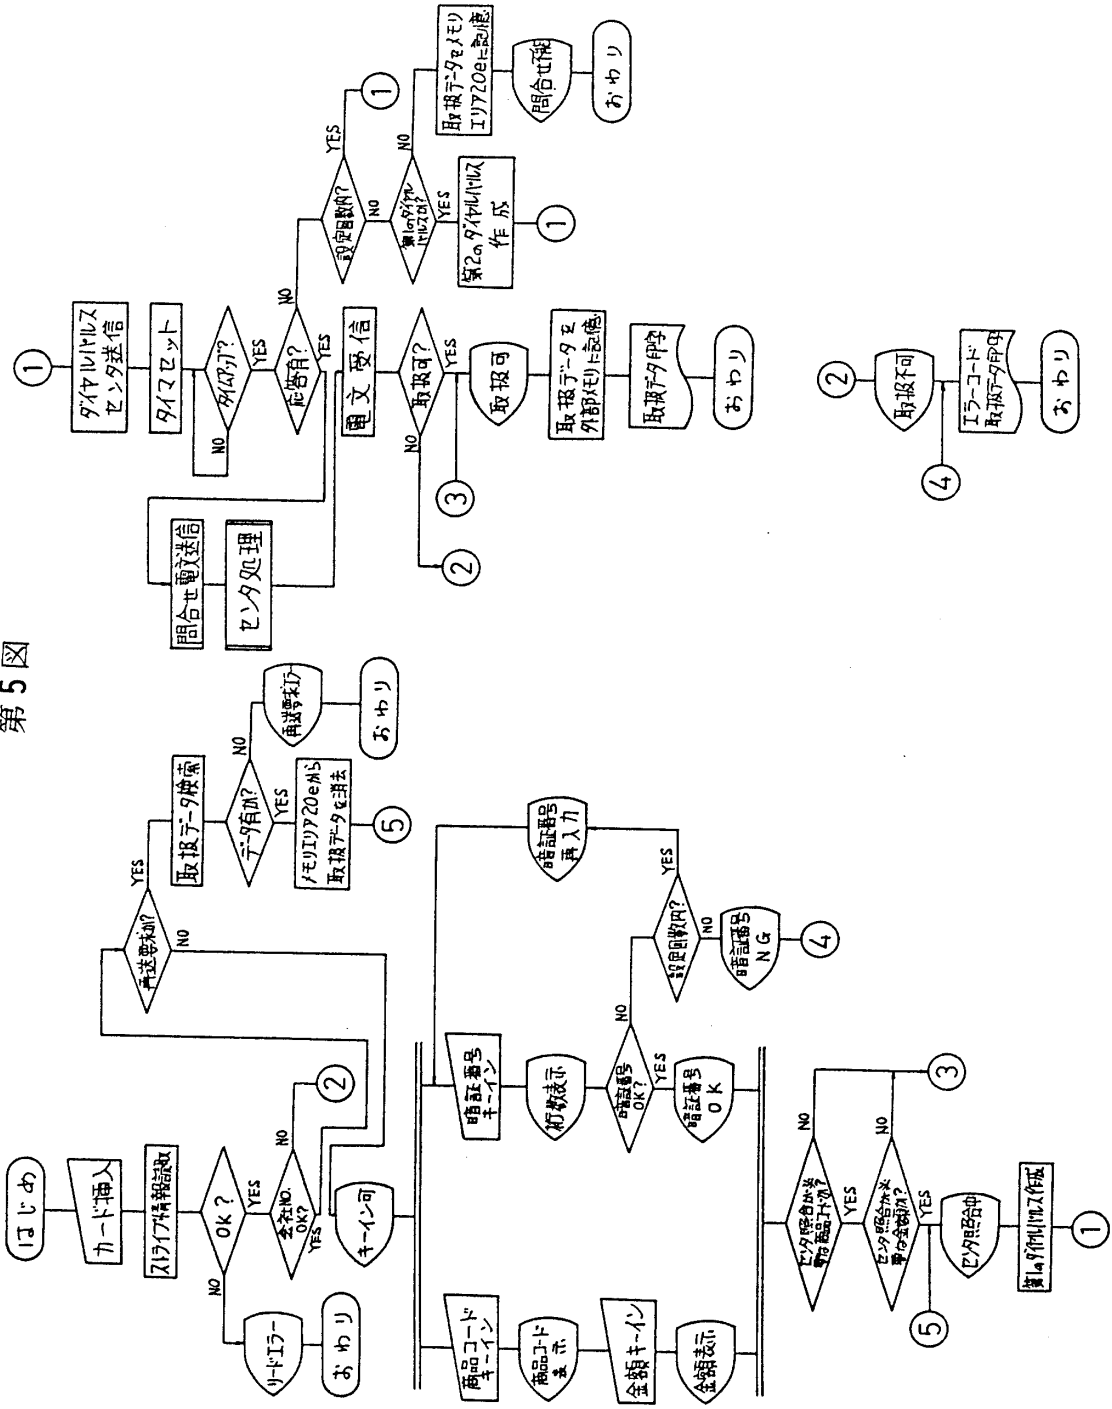 第5図
はじめ
カード挿入
ストライプ情報読取
OK?
NO
YES
リードエラー
おわり
会社NO.
OK?
NO
YES
②
再送要求か?
YES
NO
取扱データ検索
データ有か?
NO
YES
再送要求エラー
おわり
メモリエリア20eから
取扱データを消去
⑤
キーイン可
商品コード
キーイン
商品コード
表示
金額キーイン
金額表示
暗証番号
キーイン
桁数表示
暗証番号
OK?
NO
YES
暗証番号
OK
設定回数内?
YES
NO
暗証番号
再入力
暗証番号
NG
④
センタ照合が必
要な商品コードか?
NO
YES
センタ照合が必
要な金額か?
NO
YES
③
⑤
センタ照合中
第1のダイヤルパルス作成
①
①
ダイヤルパルス
センタ送信
タイマセット
タイムアップ?
NO
YES
応答有?
NO
YES
問合せ電文送信
センタ処理
電文受信
設定回数内?
YES
NO
①
第1のダイヤル
パルスか?
NO
YES
第2のダイヤルパルス
作成
①
取扱データをメモリ
エリア20eに記憶
問合せ不能
おわり
取扱可?
NO
YES
②
③
取扱可
取扱データを
外部メモリに記憶
取扱データ印字
おわり
②
取扱不可
④
エラーコード
取扱データ印字
おわり